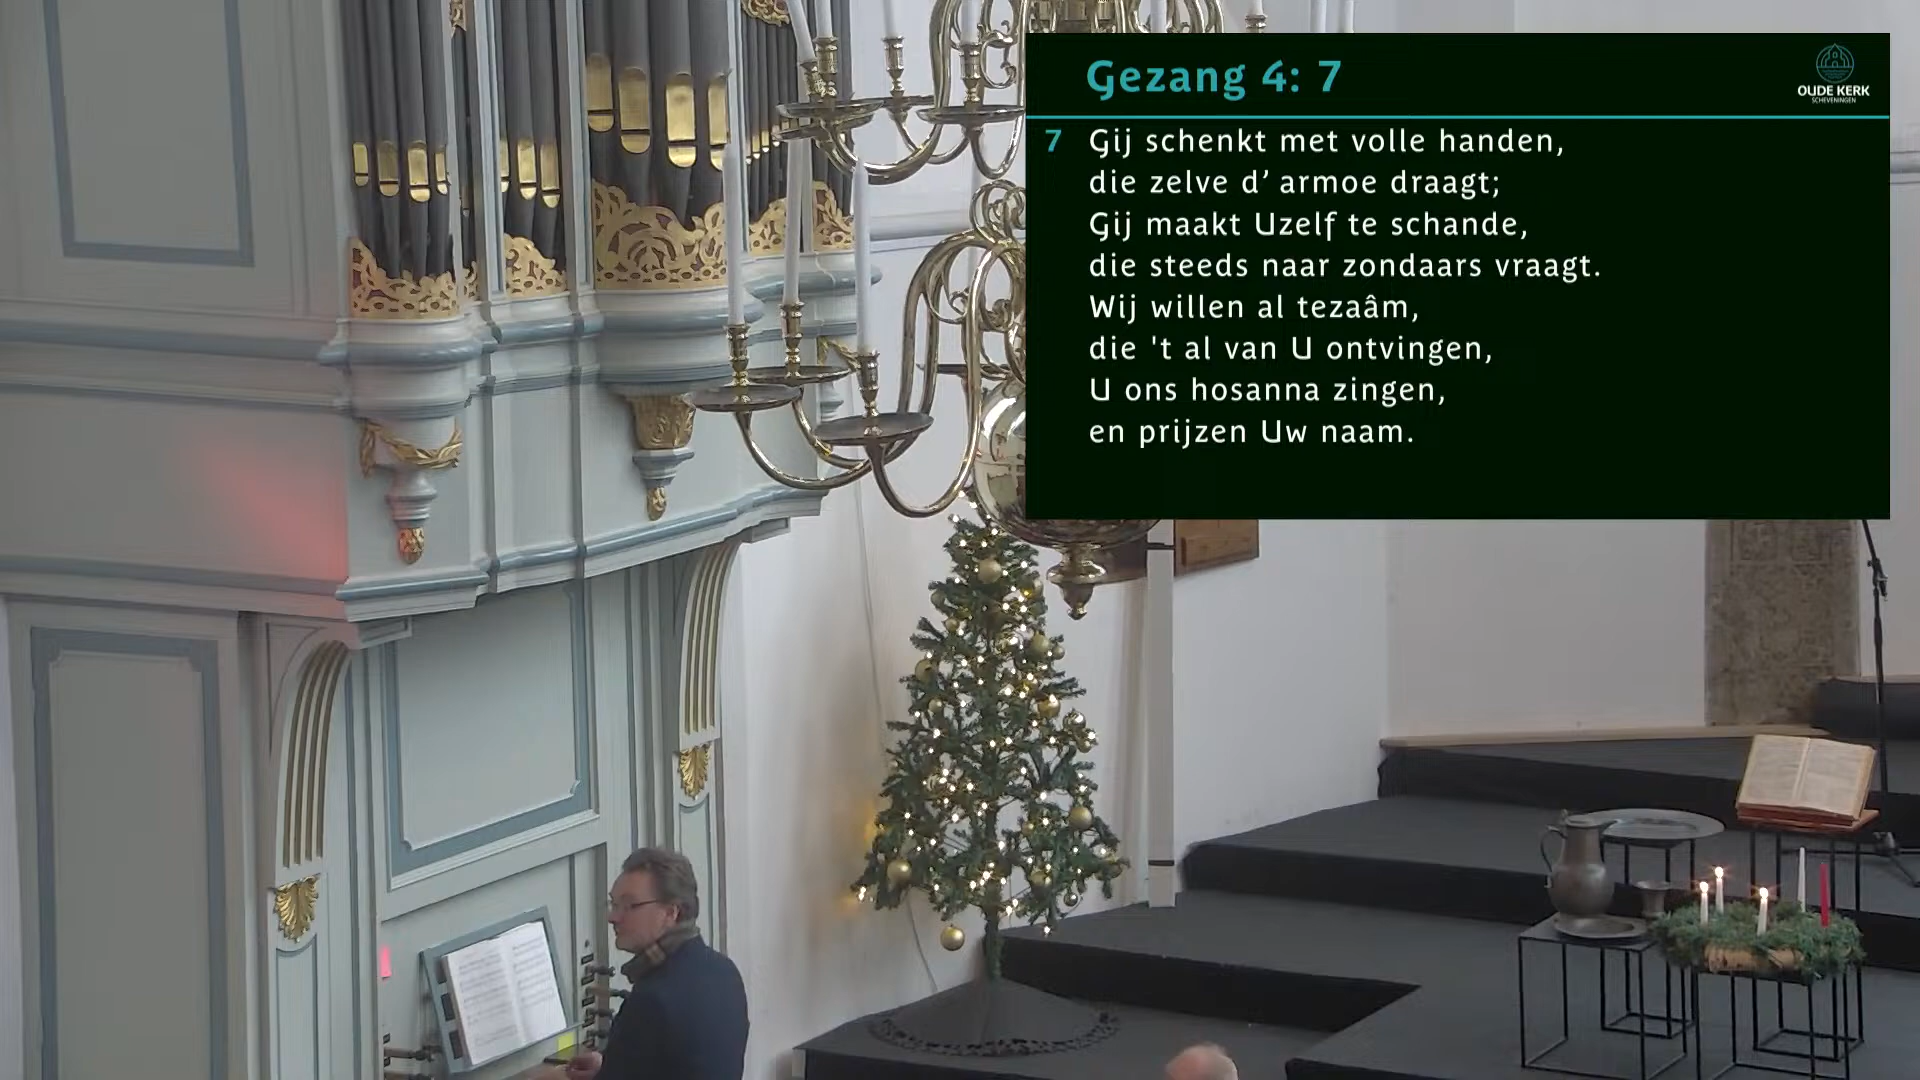 Gezang 4: 7
OUDE KERK
SCHEVENINGEN
7 Gij schenkt met volle handen,
die zelve d’ armoe draagt;
Gij maakt Uzelf te schande,
die steeds naar zondaars vraagt.
Wij willen al tezaâm,
die 't al van U ontvingen,
U ons hosanna zingen,
en prijzen Uw naam.